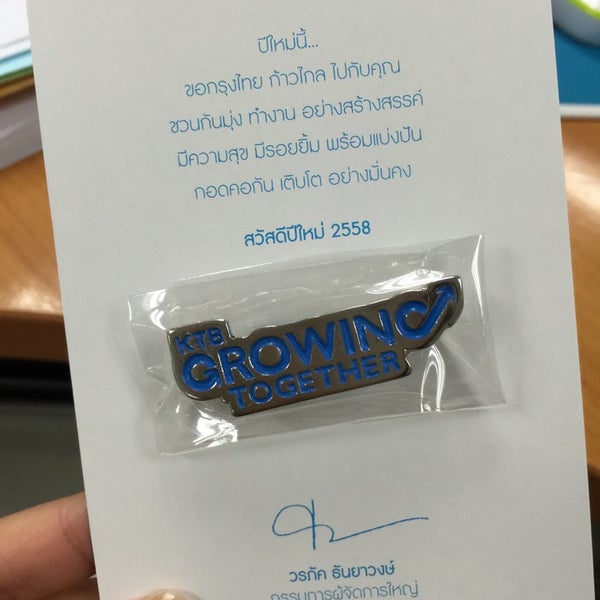 ปีใหม่นี้...
ขอกรุงไทย ก้าวไกล ไปกับคุณ
ชวนกันมุ่ง ทำงาน อย่างสร้างสรรค์
มีความสุข มีรอยยิ้ม พร้อมแบ่งปัน
กอดคอกัน เติบโต อย่างมั่นคง
สวัสดีปีใหม่ 2558
KTB
GROWING
TOGETHER
วรภัค ธันยาวงษ์
กรรมการผู้จัดการใหญ่